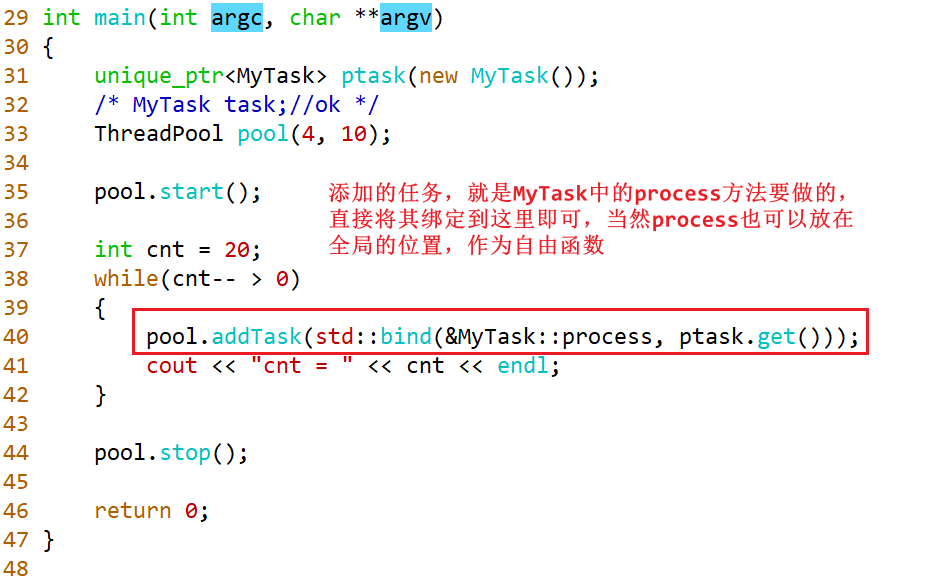 29 int main(int argc, char **argv)
30 {
31     unique_ptr<MyTask> ptask(new MyTask());
32     /* MyTask task;//ok */
33     ThreadPool pool(4, 10);
34
35     pool.start();
添加的任务，就是MyTask中的process方法要做的，
36
直接将其绑定到这里即可，当然process也可以放在
37     int cnt = 20;
全局的位置，作为自由函数
38     while(cnt-- > 0)
39     {
40         pool.addTask(std::bind(&MyTask::process, ptask.get()));
41         cout << "cnt = " << cnt << endl;
42     }
43
44     pool.stop();
45
46     return 0;
47 }
48